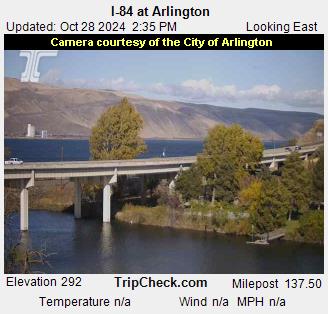 I-84 at Arlington
Updated: Oct 28 2024 2:35 PM Looking East
Camera courtesy of the City of Arlington
Elevation 292 TripCheck.com Milepost 137.50
Temperature n/a Wind n/a MPH n/a